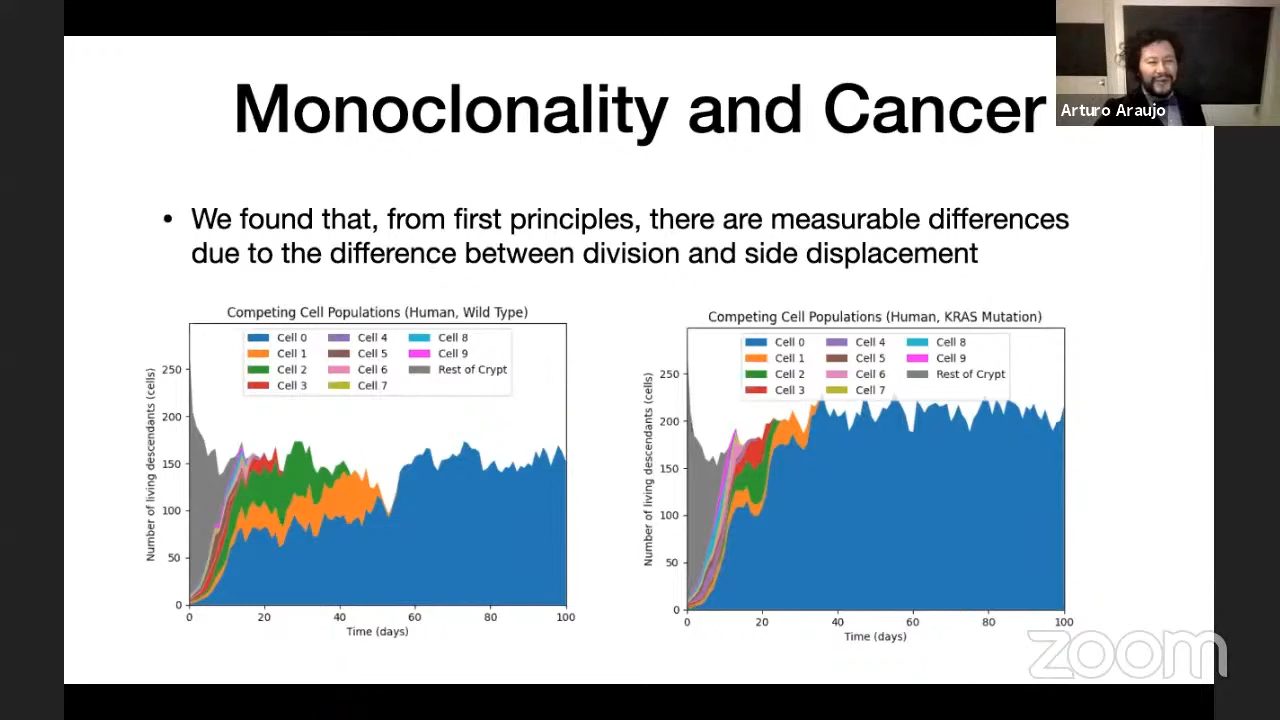 Monoclonality and Cancer
Arturo Araujo
• We found that, from first principles, there are measurable differences
due to the difference between division and side displacement
Competing Cell Populations (Human, Wild Type)
Cell 0 Cell 4 Cell 8
Cell 1 Cell 5 Cell 9
Cell 2 Cell 6 Rest of Crypt
Cell 3 Cell 7
Number of living descendants (cells)
250
200
150
100
50
0
0 20 40 60 80 100
Time (days)
Competing Cell Populations (Human, KRAS Mutation)
Cell 0 Cell 4 Cell 8
Cell 1 Cell 5 Cell 9
Cell 2 Cell 6 Rest of Crypt
Cell 3 Cell 7
Number of living descendants (cells)
250
200
150
100
50
0
0 20 40 60 80 100
Time (days)
zoom